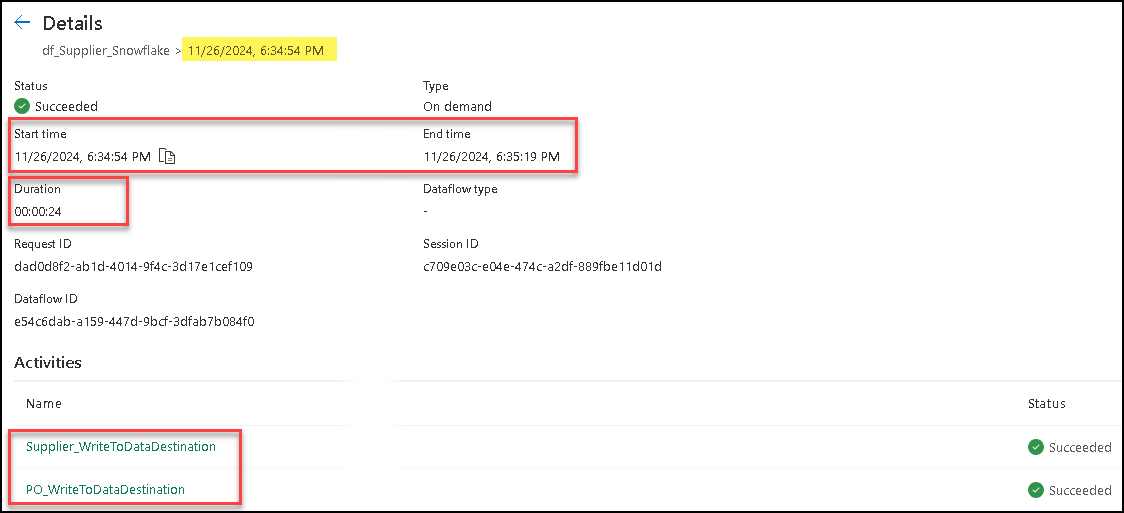 Details
df_Supplier_Snowflake > 11/26/2024, 6:34:54 PM
Status Type
Succeeded On demand
Start time End time
11/26/2024, 6:34:54 PM 11/26/2024, 6:35:19 PM
Duration Dataflow type
00:00:24 -
Request ID Session ID
dad0d8f2-ab1d-4014-9f4c-3d17e1cef109 c709e03c-e04e-474c-a2df-889fbe11d01d
Dataflow ID
e54c6dab-a159-447d-9bcf-3dfab7b084f0
Activities
Name Status
Supplier_WriteToDataDestination Succeeded
PO_WriteToDataDestination Succeeded